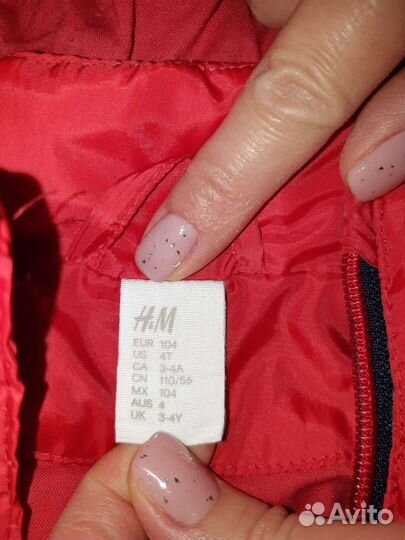 H&M
EUR 104
US 4T
CA 3-4A
CN 110/56
MX 104
AUS 4
UK 3-4Y
Avito